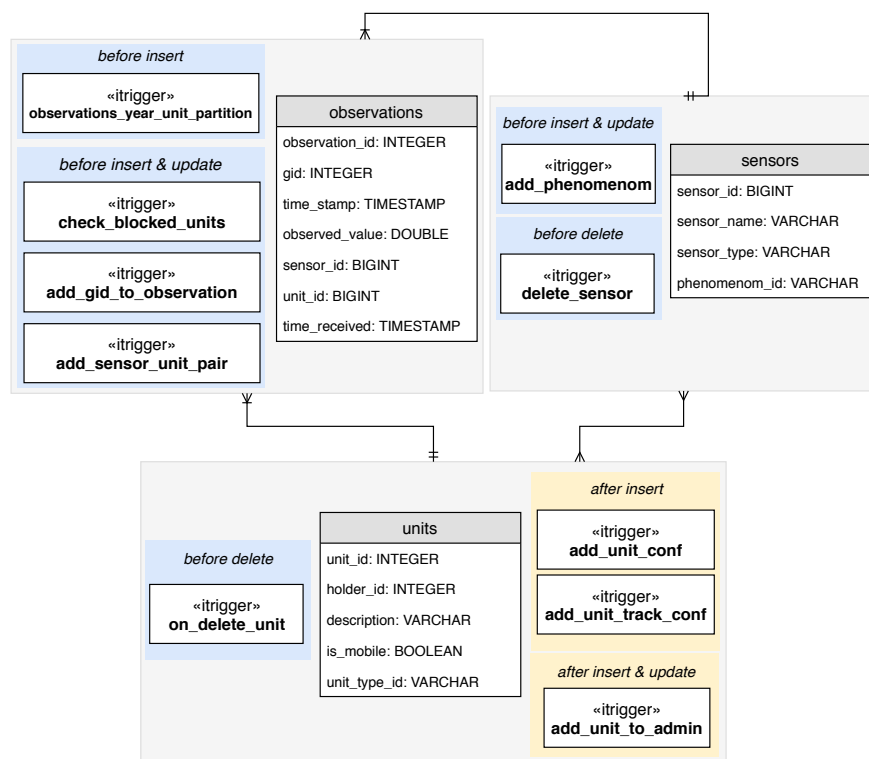 before insert
«itrigger»
observations_year_unit_partition
before insert & update
«itrigger»
check_blocked_units
«itrigger»
add_gid_to_observation
«itrigger»
add_sensor_unit_pair
observations
observation_id: INTEGER
gid: INTEGER
time_stamp: TIMESTAMP
observed_value: DOUBLE
sensor_id: BIGINT
unit_id: BIGINT
time_received: TIMESTAMP
before insert & update
«itrigger»
add_phenomenom
before delete
«itrigger»
delete_sensor
sensors
sensor_id: BIGINT
sensor_name: VARCHAR
sensor_type: VARCHAR
phenomenom_id: VARCHAR
before delete
«itrigger»
on_delete_unit
units
unit_id: INTEGER
holder_id: INTEGER
description: VARCHAR
is_mobile: BOOLEAN
unit_type_id: VARCHAR
after insert
«itrigger»
add_unit_conf
«itrigger»
add_unit_track_conf
after insert & update
«itrigger»
add_unit_to_admin